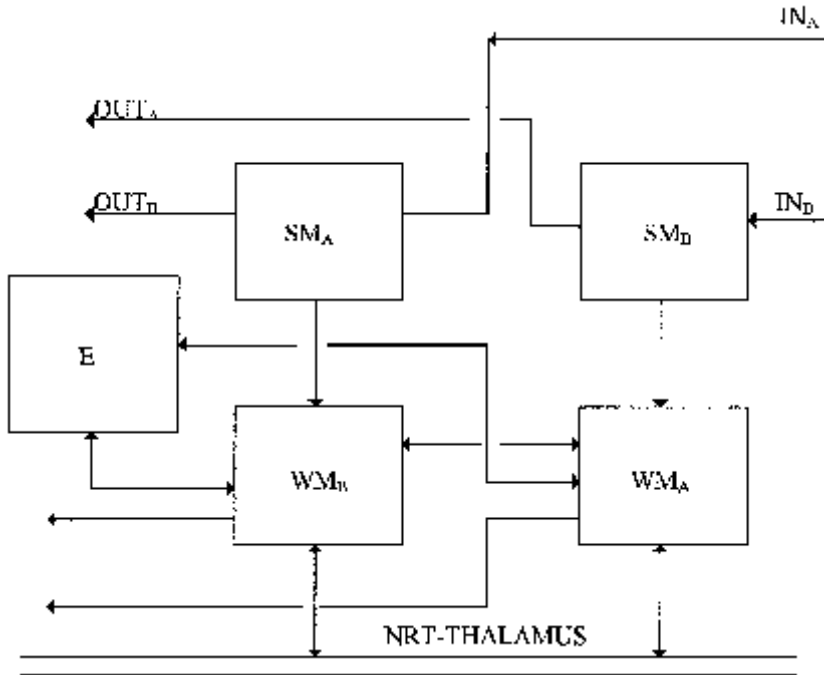 IN_A
OUT_A
OUT_B
IN_B
SM_A
SM_B
E
WM_B
WM_A
NRT-THALAMUS